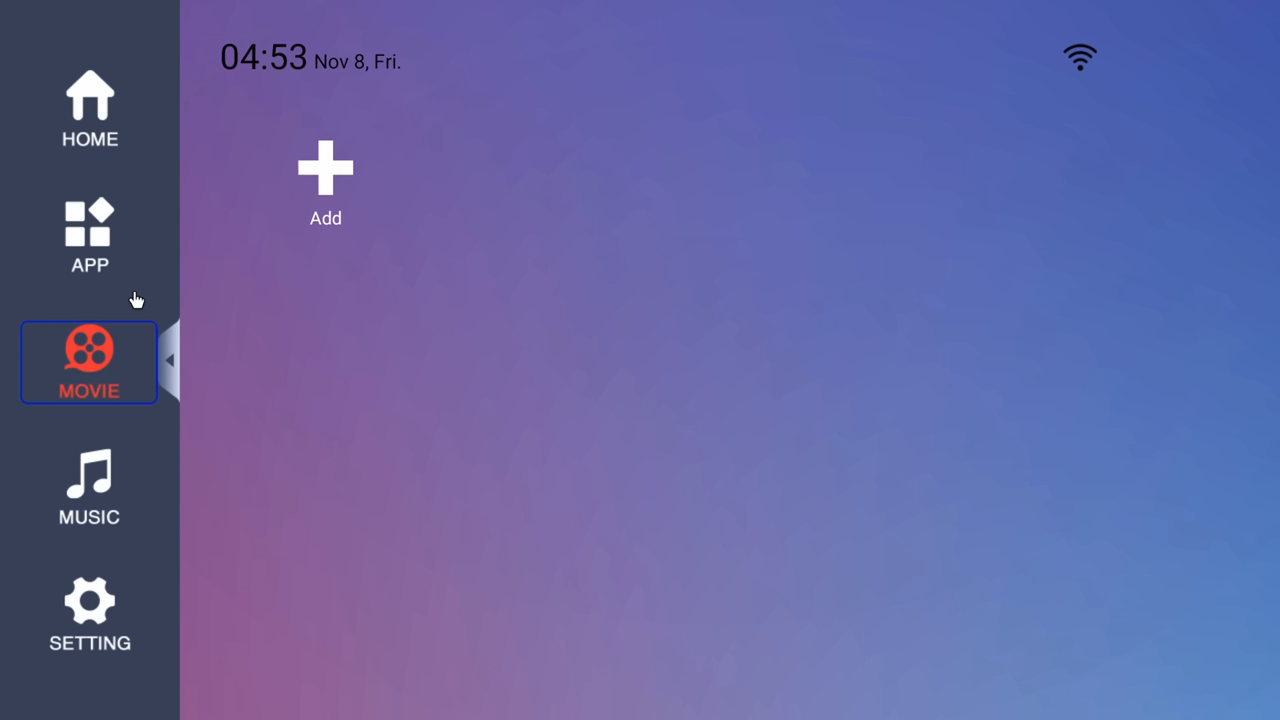 04:53 Nov 8, Fri.
HOME
Add
APP
MOVIE
MUSIC
SETTING